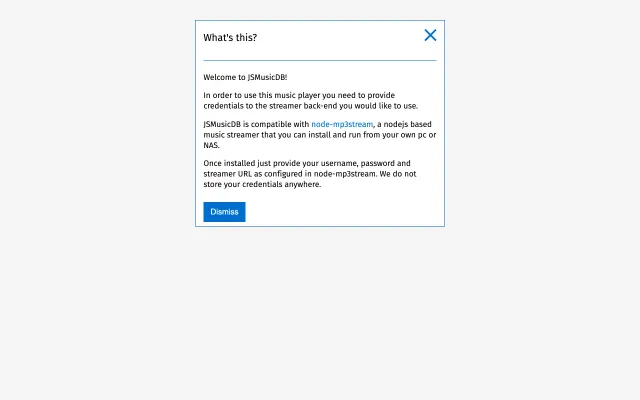 What's this?
Welcome to JSMusicDB!
In order to use this music player you need to provide
credentials to the streamer back-end you would like to use.
JSMusicDB is compatible with node-mp3stream, a nodejs based
music streamer that you can install and run from your own pc or
NAS.
Once installed just provide your username, password and
streamer URL as configured in node-mp3stream. We do not
store your credentials anywhere.
Dismiss